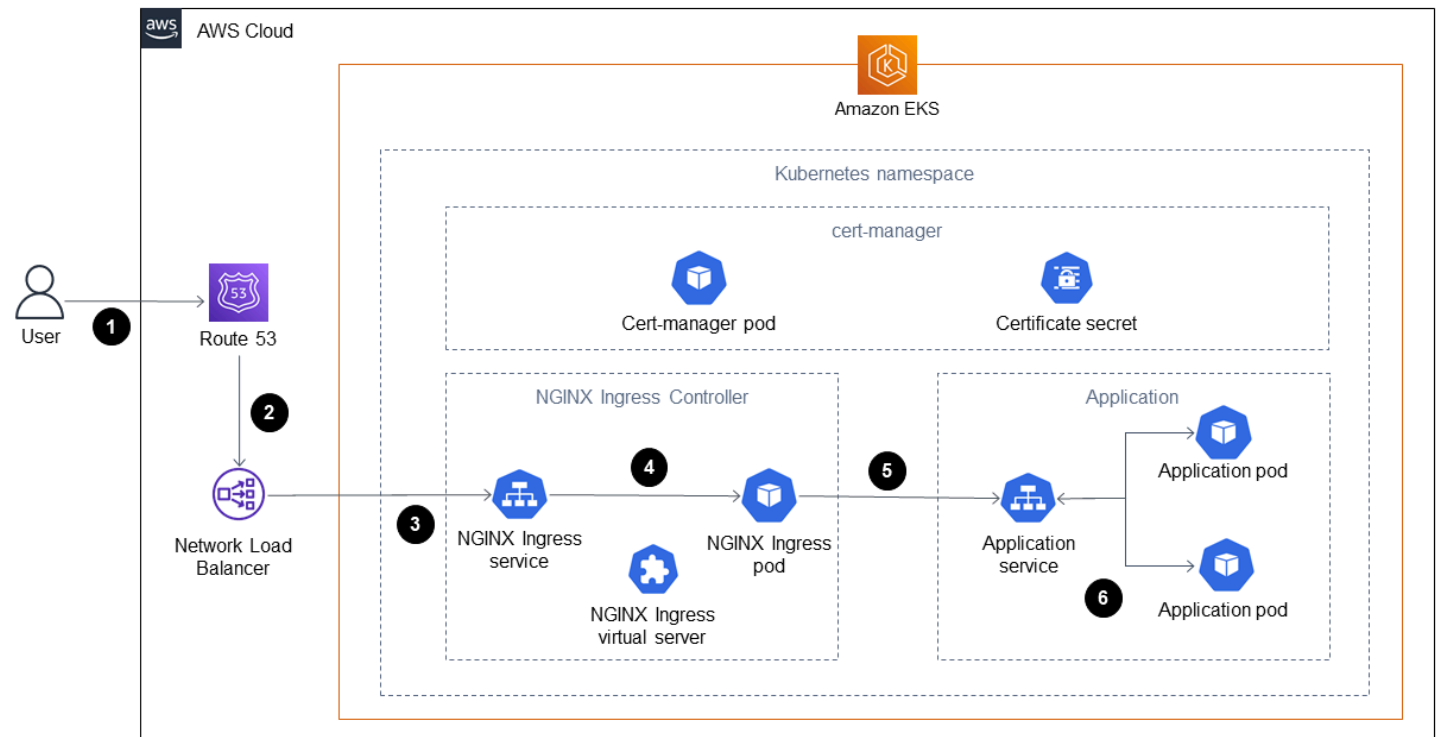 aws
AWS Cloud
K
Amazon EKS
Kubernetes namespace
cert-manager
Cert-manager pod
Certificate secret
User
1
53
Route 53
2
Network Load
Balancer
3
NGINX Ingress Controller
NGINX Ingress
service
4
NGINX Ingress
pod
NGINX Ingress
virtual server
5
Application
Application
service
Application pod
6
Application pod